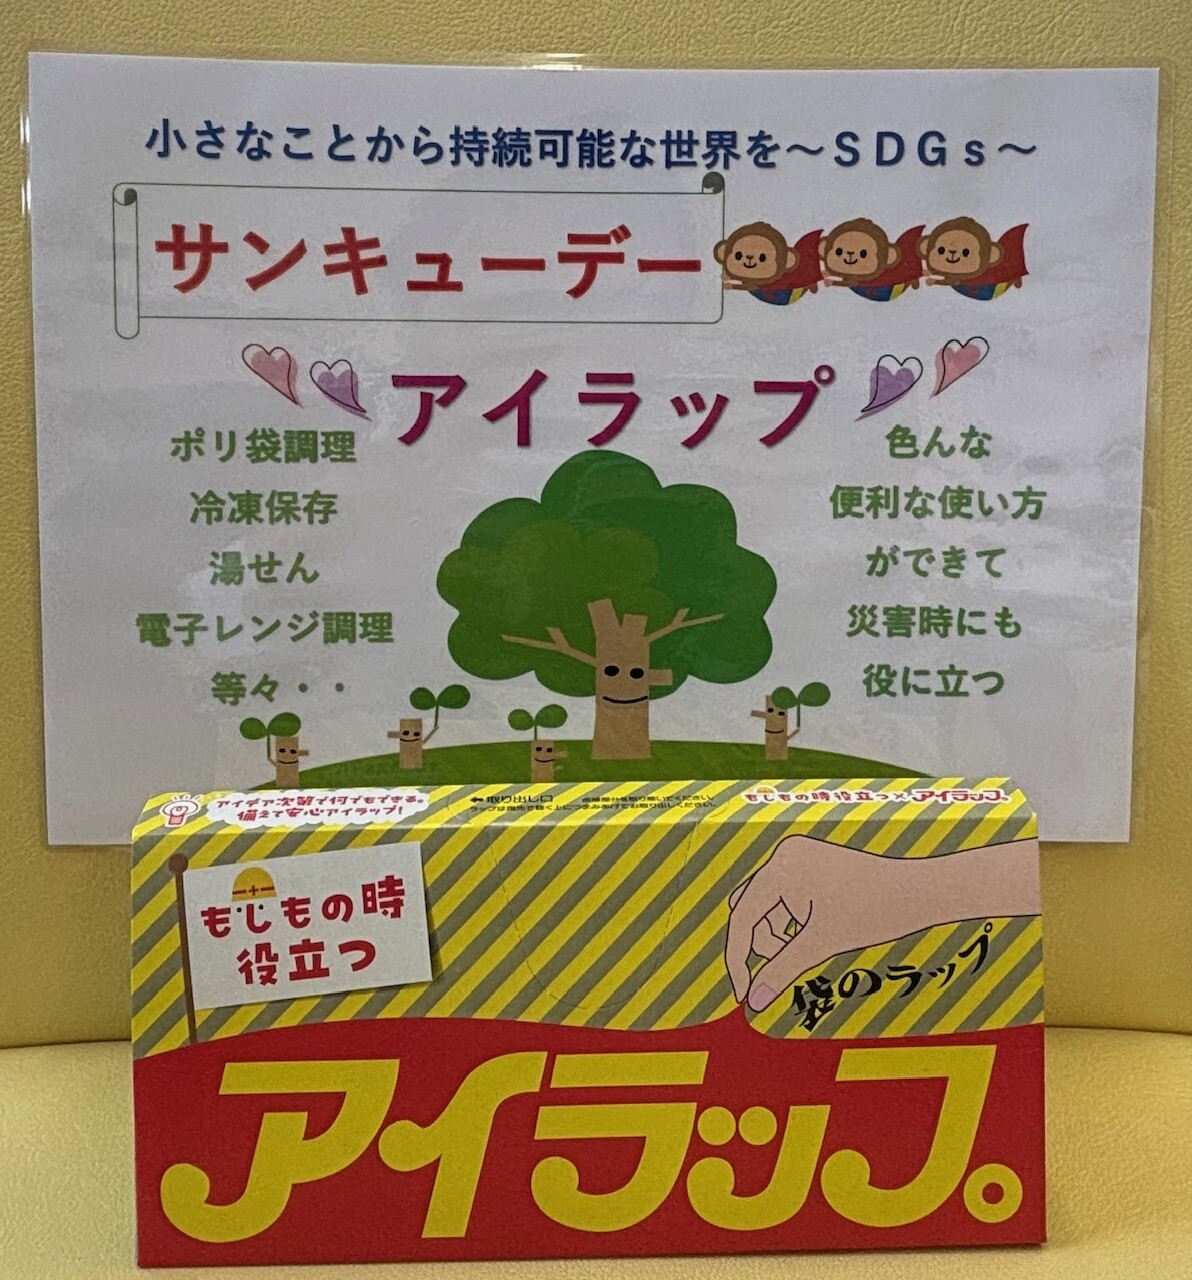 小さなことから持続可能な世界を～ＳＤＧｓ～
サンキューデー
アイラップ
ポリ袋調理
冷凍保存
湯せん
電子レンジ調理
等々・・
色んな
便利な使い方
ができて
災害時にも
役に立つ
アイデア次第で何でもできる。
備えて安心アイラップ!
←取り出し口
もしもの時役立つ×アイラップ。
もしもの時
役立つ
袋のラップ
アイラップ。